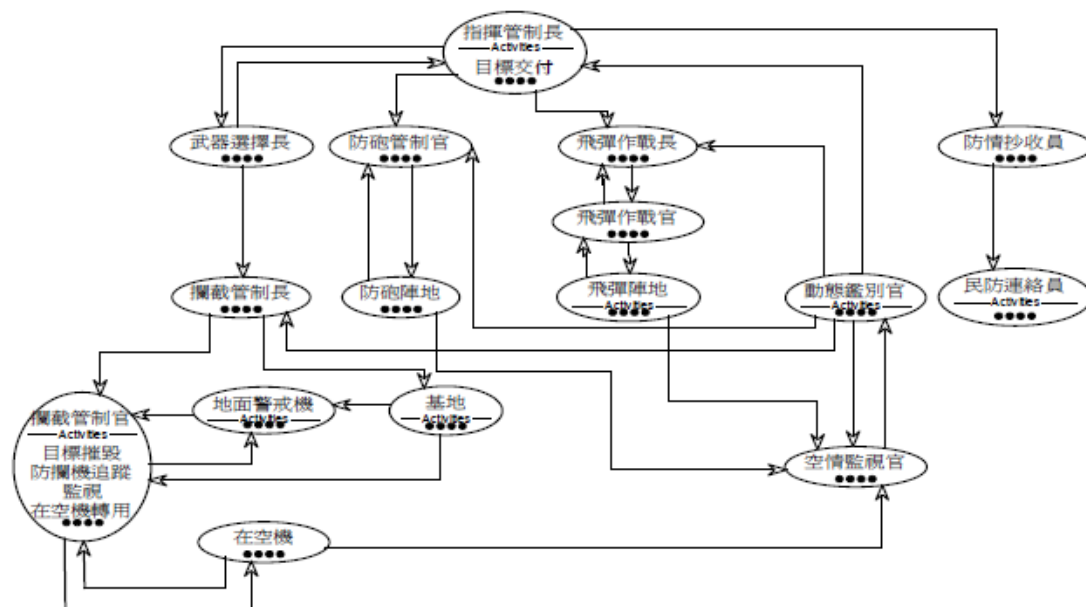 指揮管制長
Activities
目標交付
武器選擇長
防砲管制官
飛彈作戰長
防情抄收員
飛彈作戰官
攔截管制長
防砲陣地
飛彈陣地
Activities
動態鑑別官
Activities
民防連絡員
Activities
攔截管制官
Activities
目標摧毀
防攔機追蹤
監視
在空機轉用
地面警戒機
Activities
基地
Activities
空情監視官
在空機